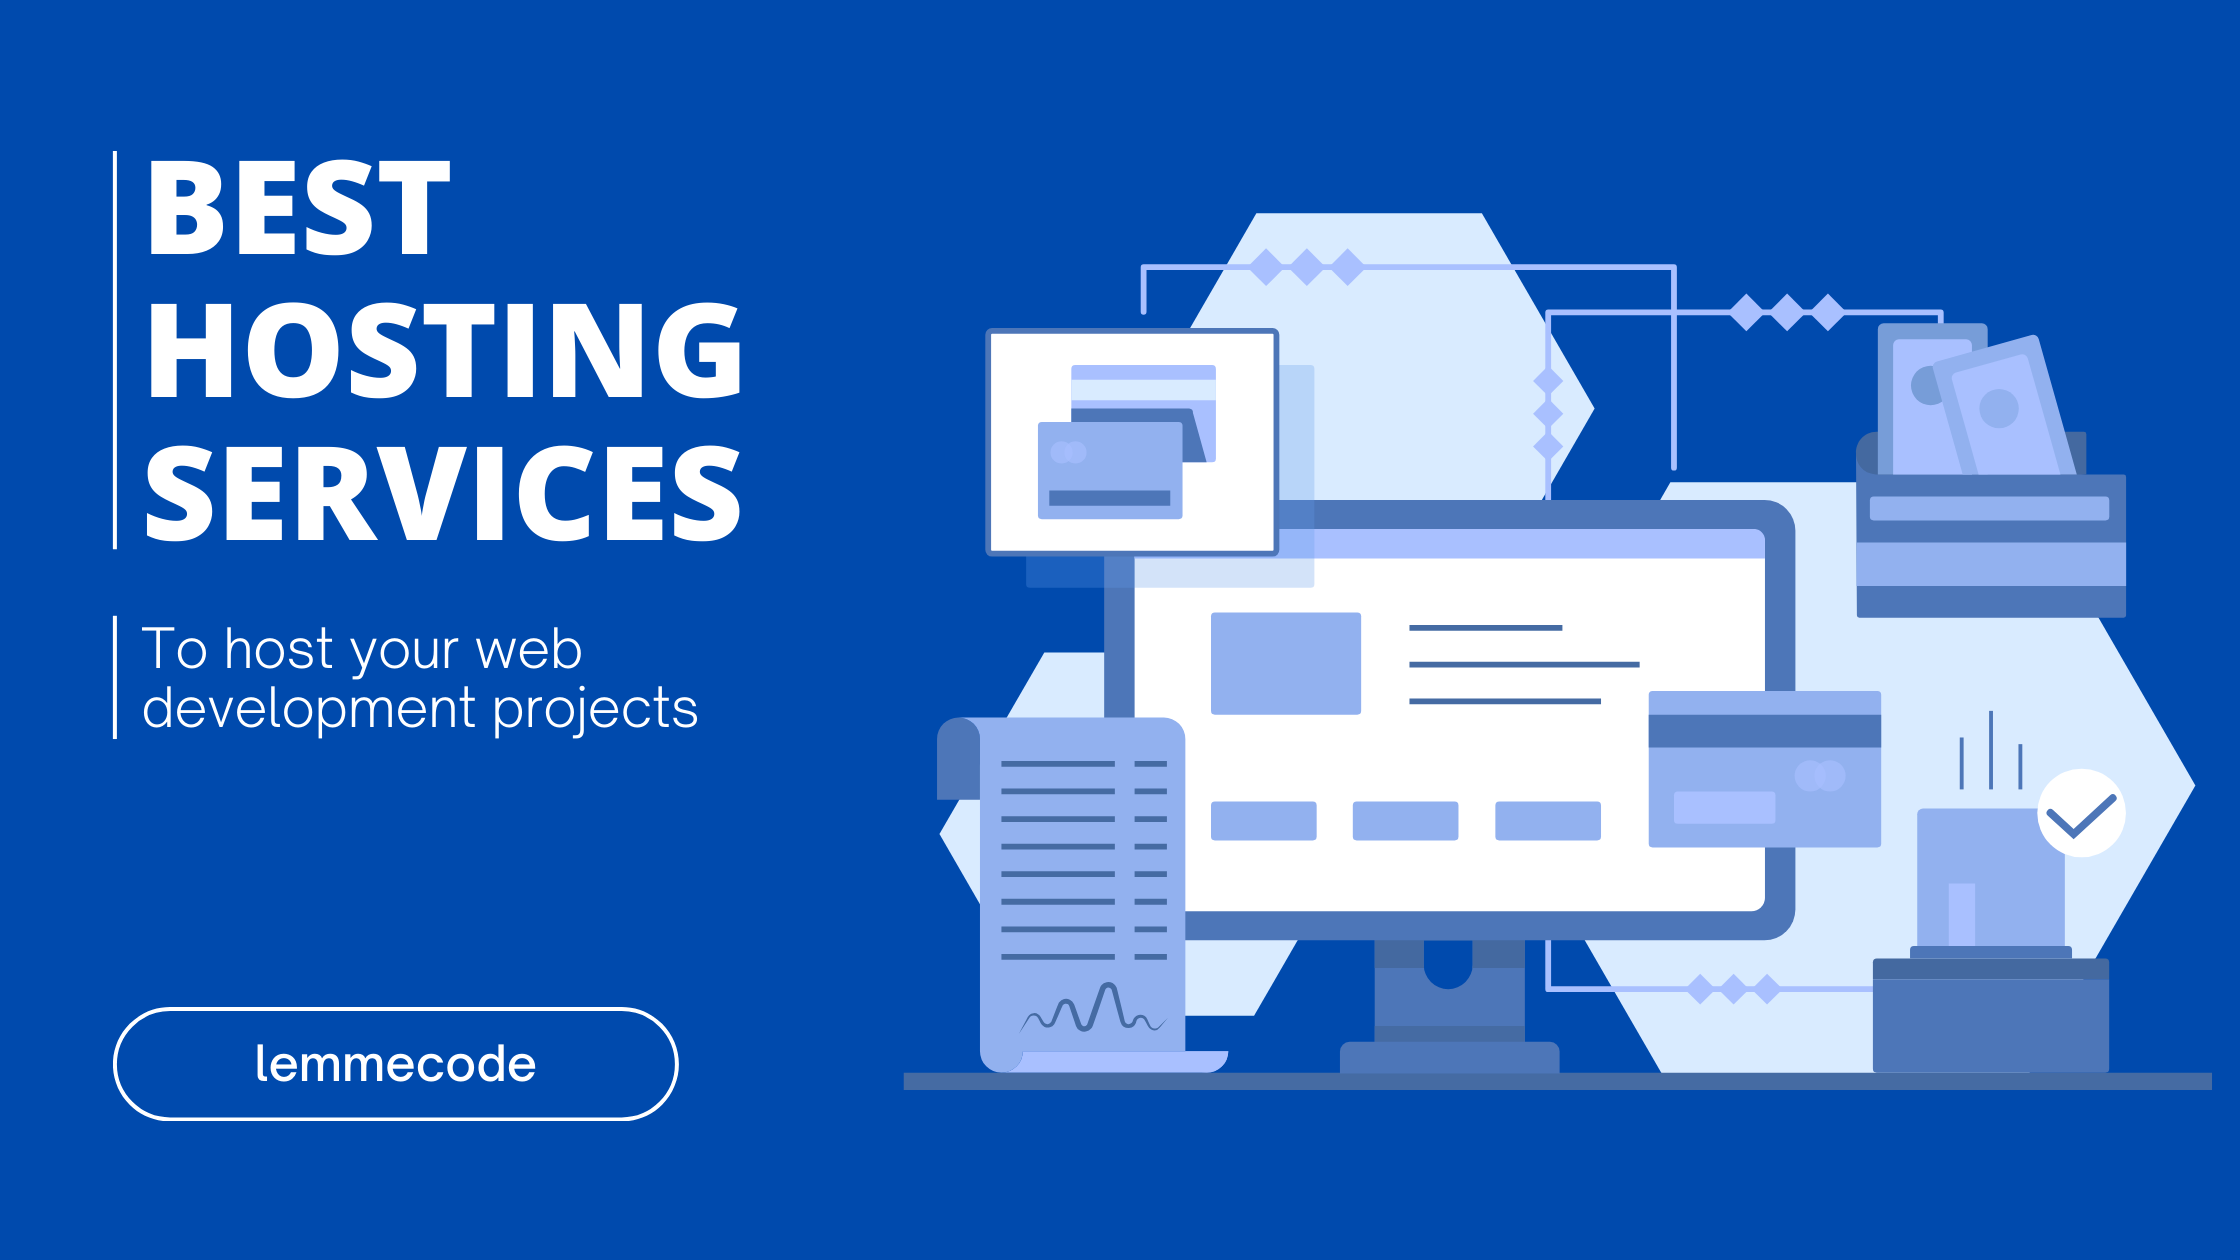 BEST
HOSTING
SERVICES
To host your web
development projects
lemmecode